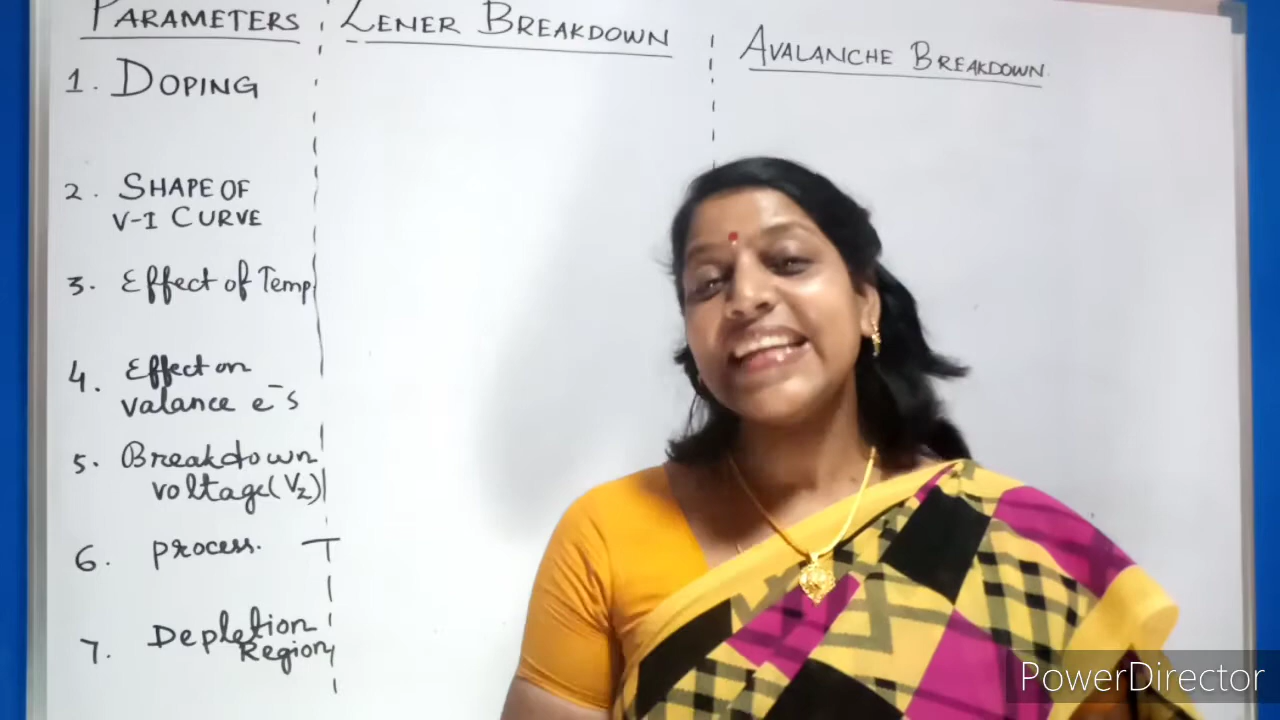 PARAMETERS
ZENER BREAKDOWN
AVALANCHE BREAKDOWN.
1. DOPING
2. SHAPE OF
V-I CURVE
3. Effect of Temp
4. Effect on
valance e⁻s
5. Breakdown
voltage(Vz)
6. process.
7. Depletion
Region
PowerDirector